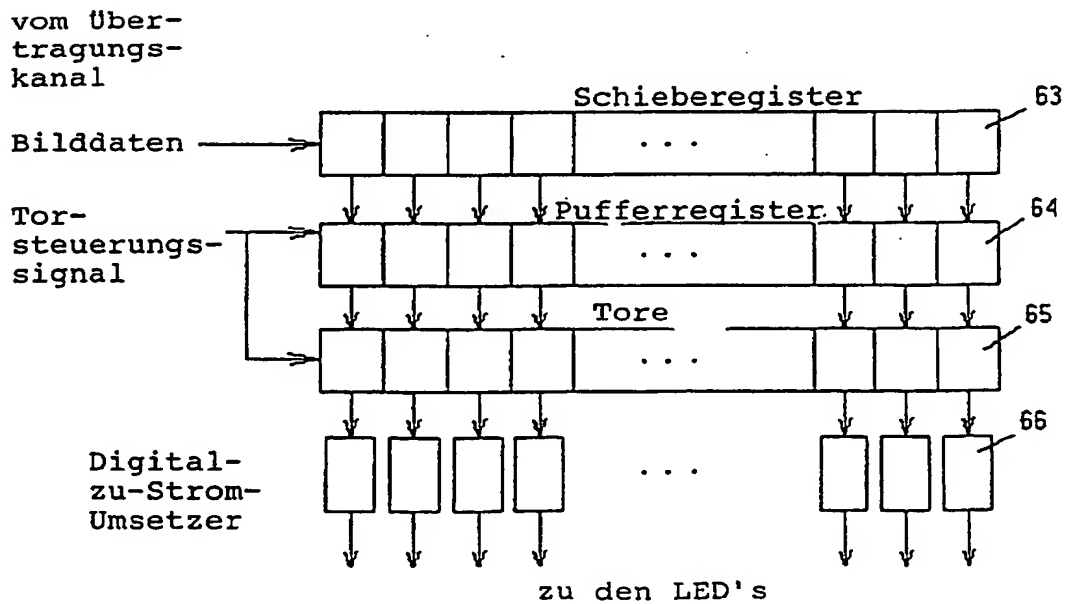 vom Über-
tragungs-
kanal
Schieberegister
63
Bilddaten
...
Pufferregister
64
Tor-
steuerungs-
signal
...
Tore
65
...
66
Digital-
zu-Strom-
Umsetzer
...
zu den LED's